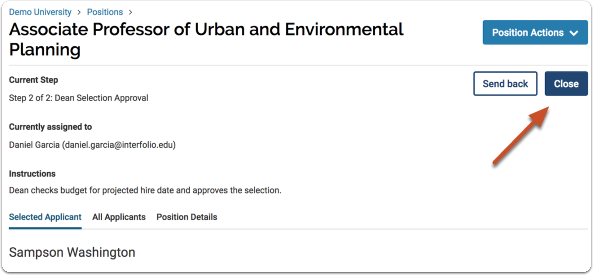 Demo University > Positions >
Associate Professor of Urban and Environmental
Planning
Position Actions
Current Step
Send back
Close
Step 2 of 2: Dean Selection Approval
Currently assigned to
Daniel Garcia (daniel.garcia@interfolio.edu)
Instructions
Dean checks budget for projected hire date and approves the selection.
Selected Applicant All Applicants Position Details
Sampson Washington